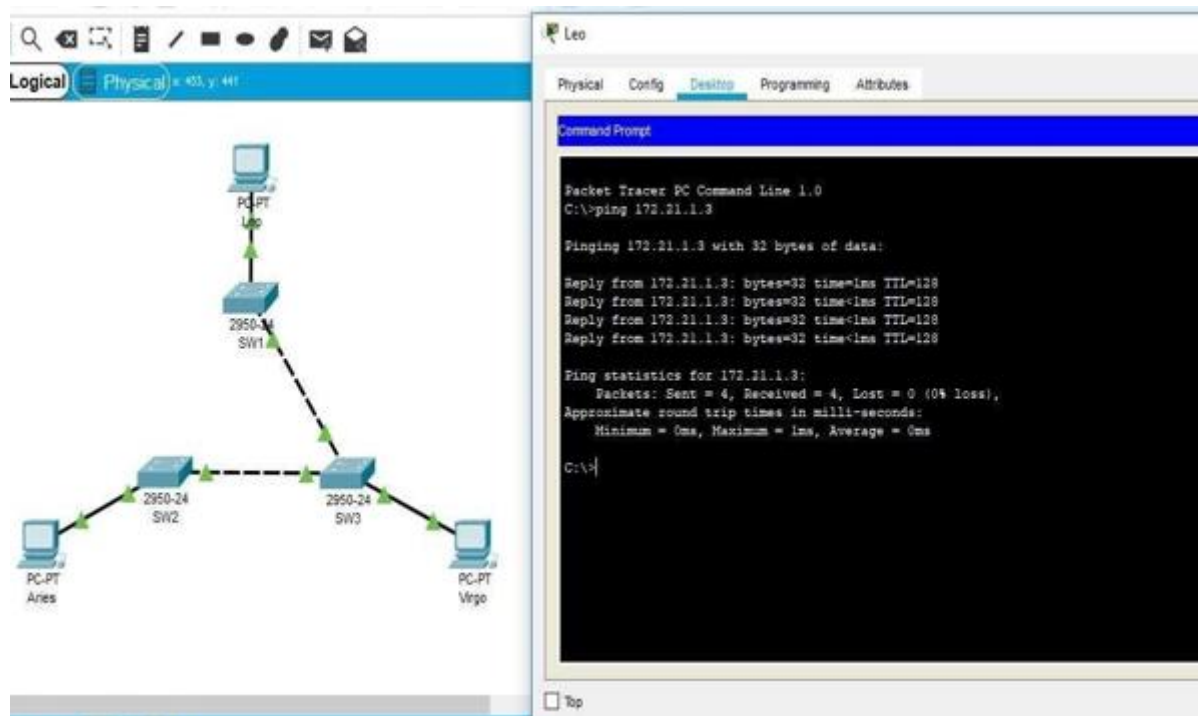 Logical
Physical x: 453, y: 441
PC-PT
Leo
2950-24
SW1
2950-24
SW2
2950-24
SW3
PC-PT
Aries
PC-PT
Virgo
Leo
Physical Config Desktop Programming Attributes
Command Prompt
Packet Tracer PC Command Line 1.0
C:\>ping 172.21.1.3
Pinging 172.21.1.3 with 32 bytes of data:
Reply from 172.21.1.3: bytes=32 time=1ms TTL=128
Reply from 172.21.1.3: bytes=32 time<1ms TTL=128
Reply from 172.21.1.3: bytes=32 time<1ms TTL=128
Reply from 172.21.1.3: bytes=32 time<1ms TTL=128
Ping statistics for 172.21.1.3:
Packets: Sent = 4, Received = 4, Lost = 0 (0% loss),
Approximate round trip times in milli-seconds:
Minimum = 0ms, Maximum = 1ms, Average = 0ms
C:\>
Top